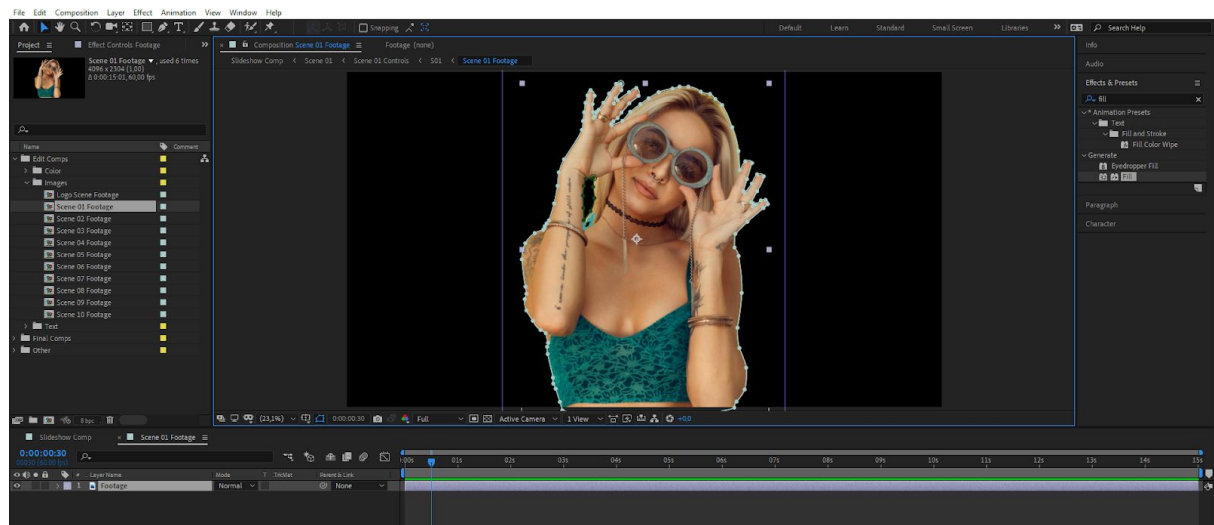 File Edit Composition Layer Effect Animation View Window Help
Snapping
Default Learn Standard Small Screen Libraries Search Help
Project Effect Controls Footage
Composition Scene 01 Footage Footage (none)
Slideshow Comp Scene 01 Scene 01 Controls S01 Scene 01 Footage
Scene 01 Footage , used 6 times
4096 x 2304 (1,00)
Δ 0:00:15:01, 60,00 fps
Name Comment
Edit Comps
Color
Images
Logo Scene Footage
Scene 01 Footage
Scene 02 Footage
Scene 03 Footage
Scene 04 Footage
Scene 05 Footage
Scene 06 Footage
Scene 07 Footage
Scene 08 Footage
Scene 09 Footage
Scene 10 Footage
Text
Final Comps
Other
8 bpc
Info
Audio
Effects & Presets
fill
* Animation Presets
Text
Fill and Stroke
Fill Color Wipe
Generate
Eyedropper Fill
Fill
Paragraph
Character
(23,1%) 0:00:00:30 Full Active Camera 1 View +0,0
Slideshow Comp Scene 01 Footage
0:00:00:30
00030 (60.00 fps)
:00s 01s 02s 03s 04s 05s 06s 07s 08s 09s 10s 11s 12s 13s 14s 15s
# Layer Name Mode T TrkMat Parent & Link
1 Footage Normal None